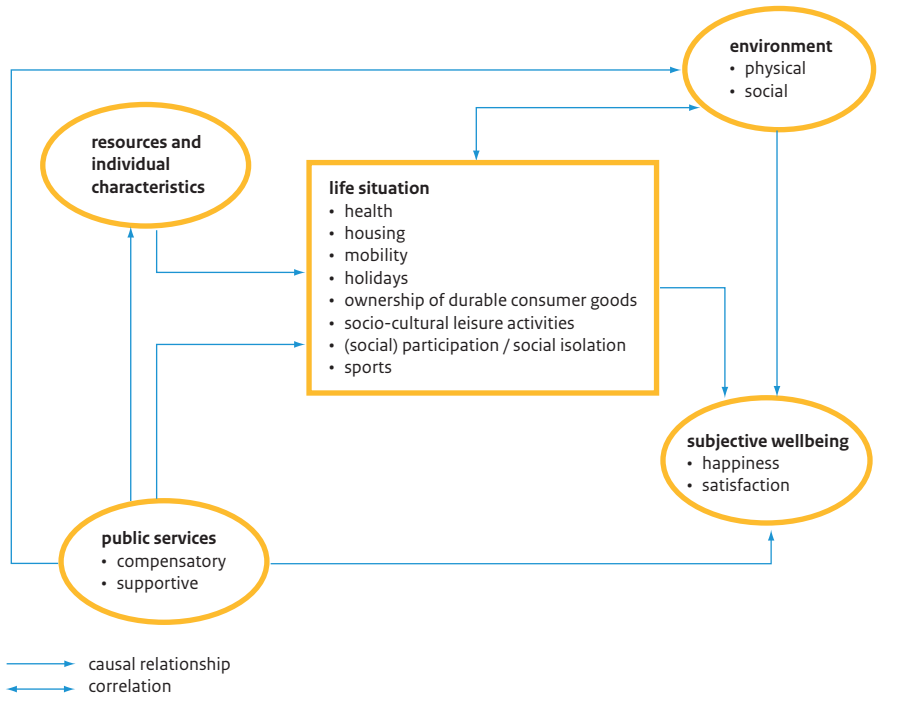 environment
• physical
• social
resources and
individual
characteristics
life situation
• health
• housing
• mobility
• holidays
• ownership of durable consumer goods
• socio-cultural leisure activities
• (social) participation / social isolation
• sports
subjective wellbeing
• happiness
• satisfaction
public services
• compensatory
• supportive
causal relationship
correlation